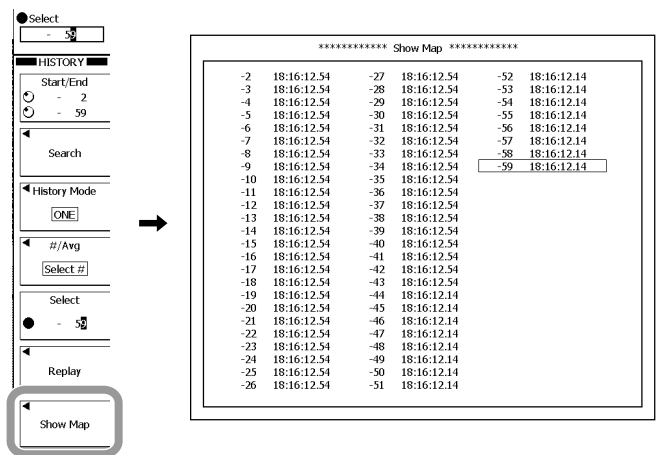 Select
- 59
HISTORY
Start/End
- 2
- 59
Search
History Mode
ONE
#/Avg
Select #
Select
- 59
Replay
Show Map
************ Show Map ************
-2 18:16:12.54 -27 18:16:12.54 -52 18:16:12.14
-3 18:16:12.54 -28 18:16:12.54 -53 18:16:12.14
-4 18:16:12.54 -29 18:16:12.54 -54 18:16:12.14
-5 18:16:12.54 -30 18:16:12.54 -55 18:16:12.14
-6 18:16:12.54 -31 18:16:12.54 -56 18:16:12.14
-7 18:16:12.54 -32 18:16:12.54 -57 18:16:12.14
-8 18:16:12.54 -33 18:16:12.54 -58 18:16:12.14
-9 18:16:12.54 -34 18:16:12.54 -59 18:16:12.14
-10 18:16:12.54 -35 18:16:12.54
-11 18:16:12.54 -36 18:16:12.54
-12 18:16:12.54 -37 18:16:12.54
-13 18:16:12.54 -38 18:16:12.54
-14 18:16:12.54 -39 18:16:12.54
-15 18:16:12.54 -40 18:16:12.54
-16 18:16:12.54 -41 18:16:12.54
-17 18:16:12.54 -42 18:16:12.54
-18 18:16:12.54 -43 18:16:12.54
-19 18:16:12.54 -44 18:16:12.14
-20 18:16:12.54 -45 18:16:12.14
-21 18:16:12.54 -46 18:16:12.14
-22 18:16:12.54 -47 18:16:12.14
-23 18:16:12.54 -48 18:16:12.14
-24 18:16:12.54 -49 18:16:12.14
-25 18:16:12.54 -50 18:16:12.14
-26 18:16:12.54 -51 18:16:12.14